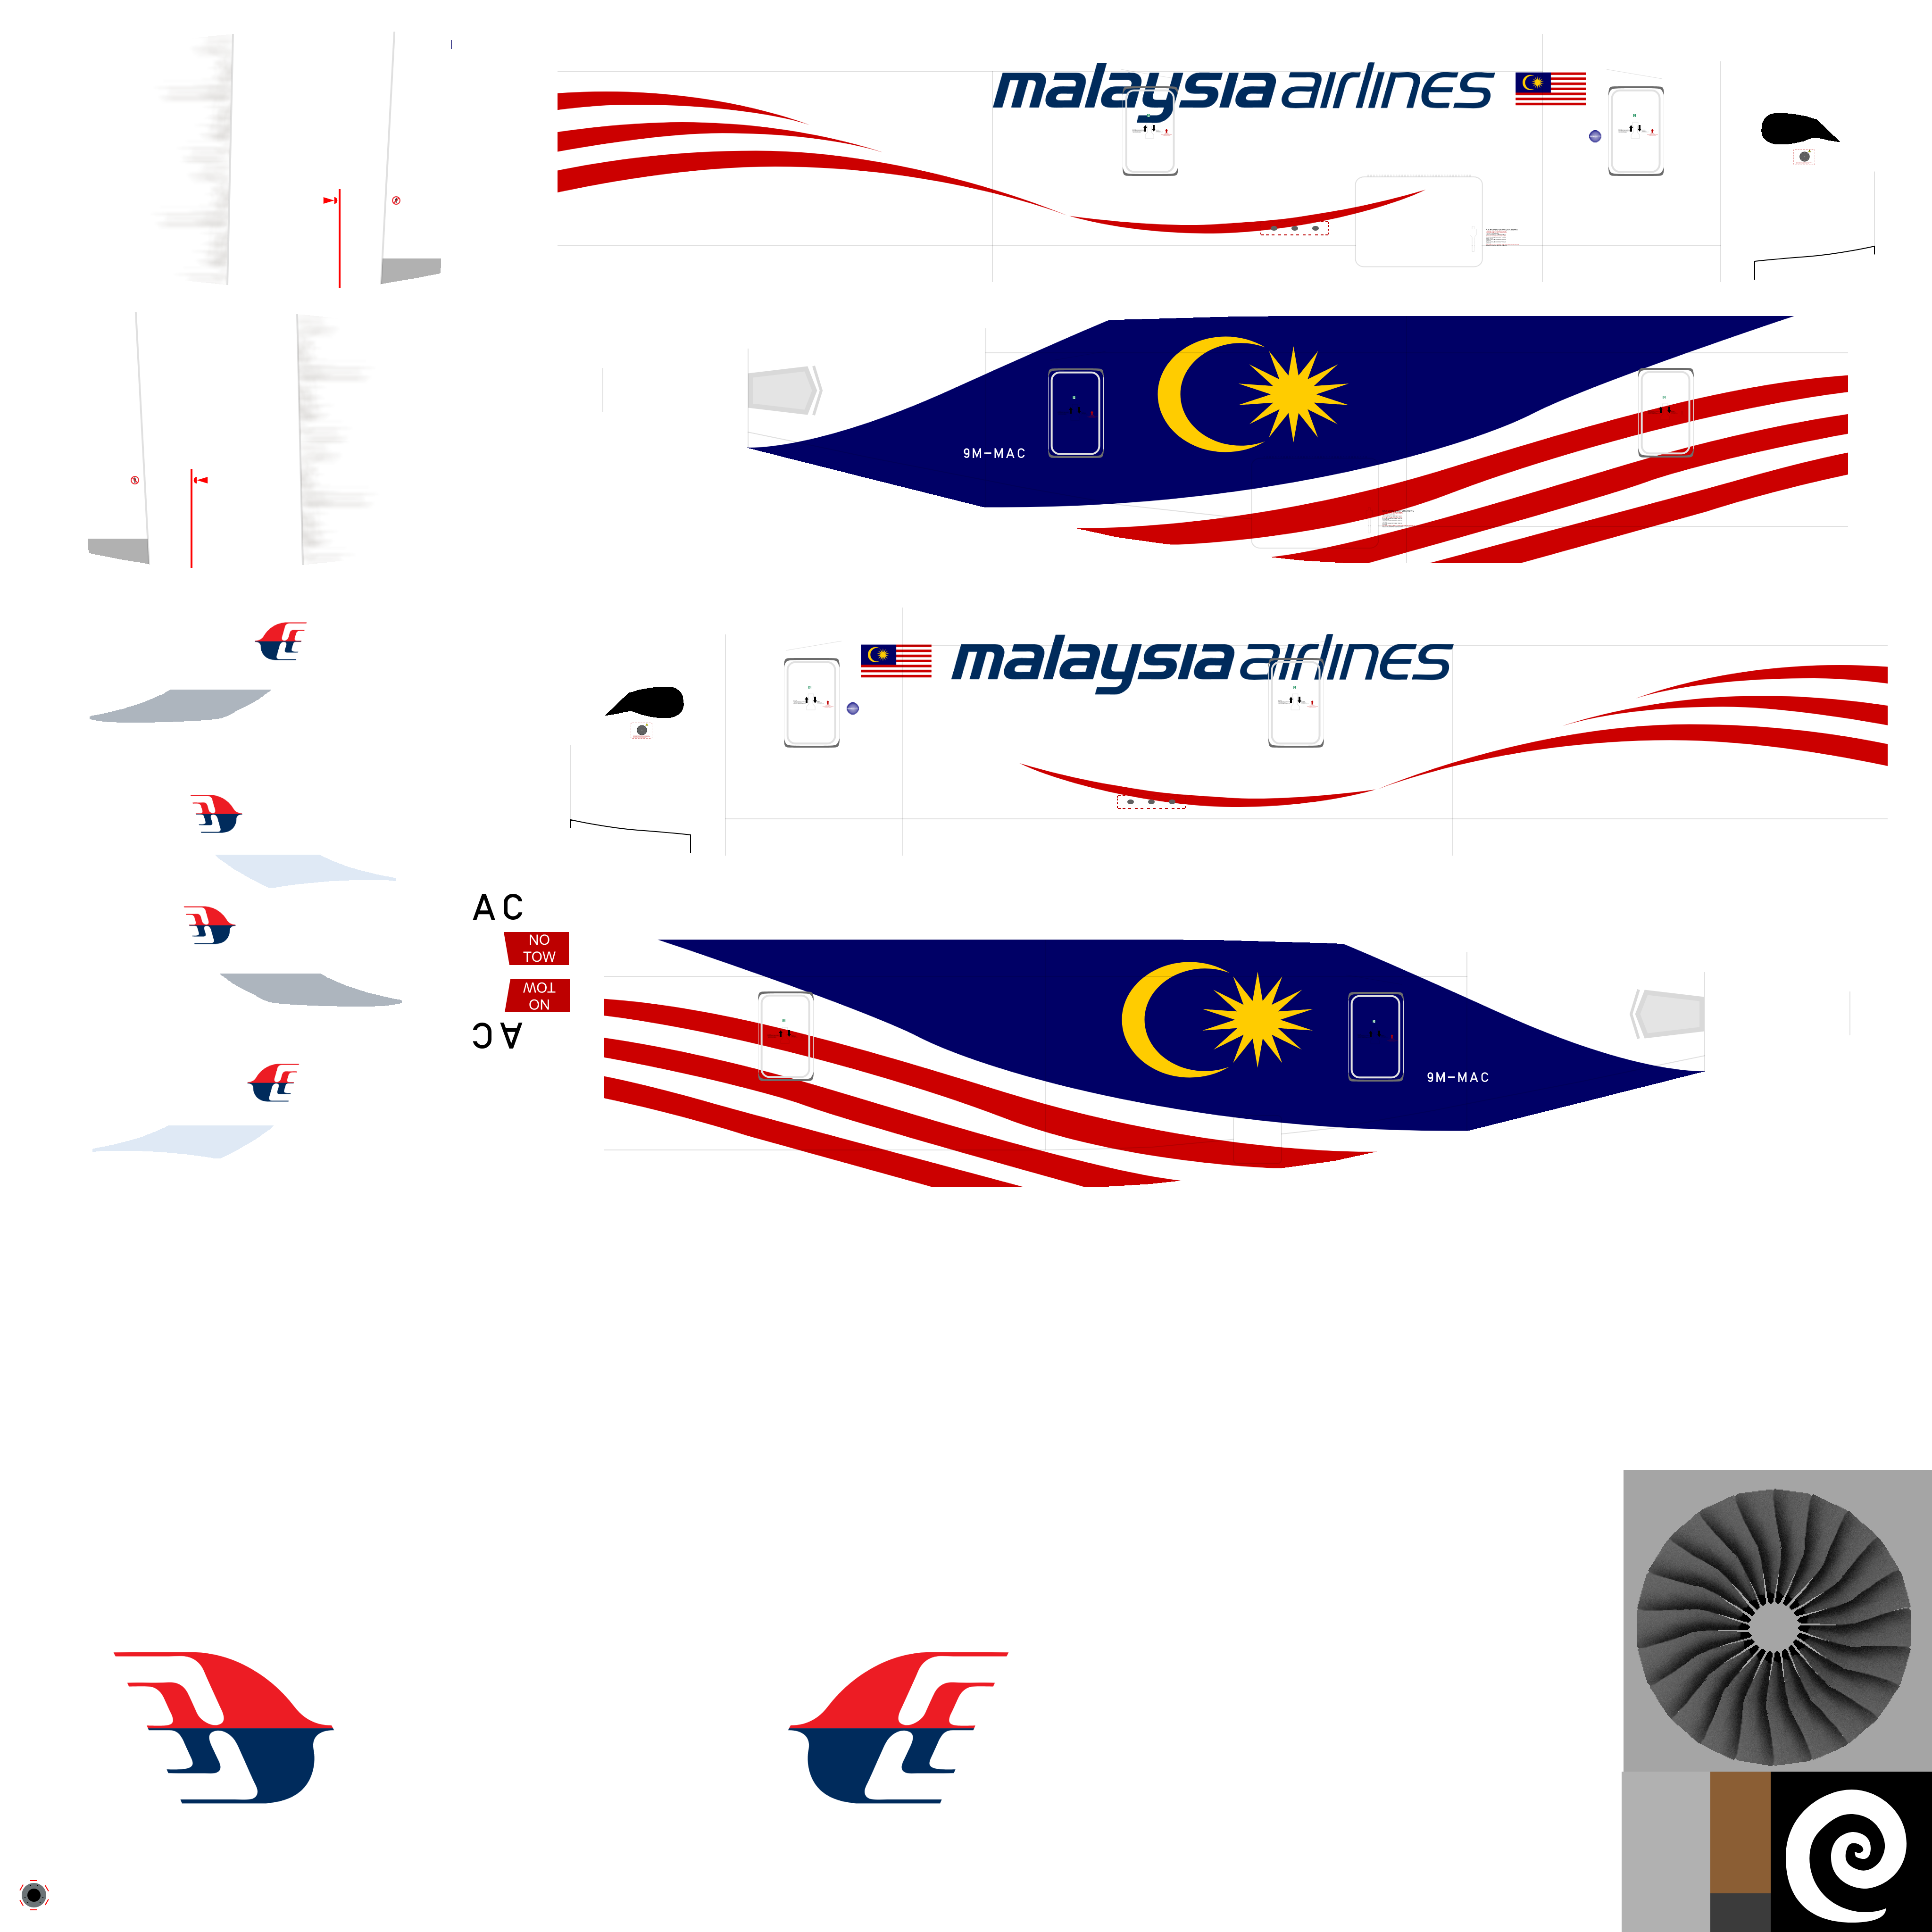 malaysia airlines
9M-MAC
malaysia airlines
AC
NO
TOW
NO
TOW
AC
9M-MAC